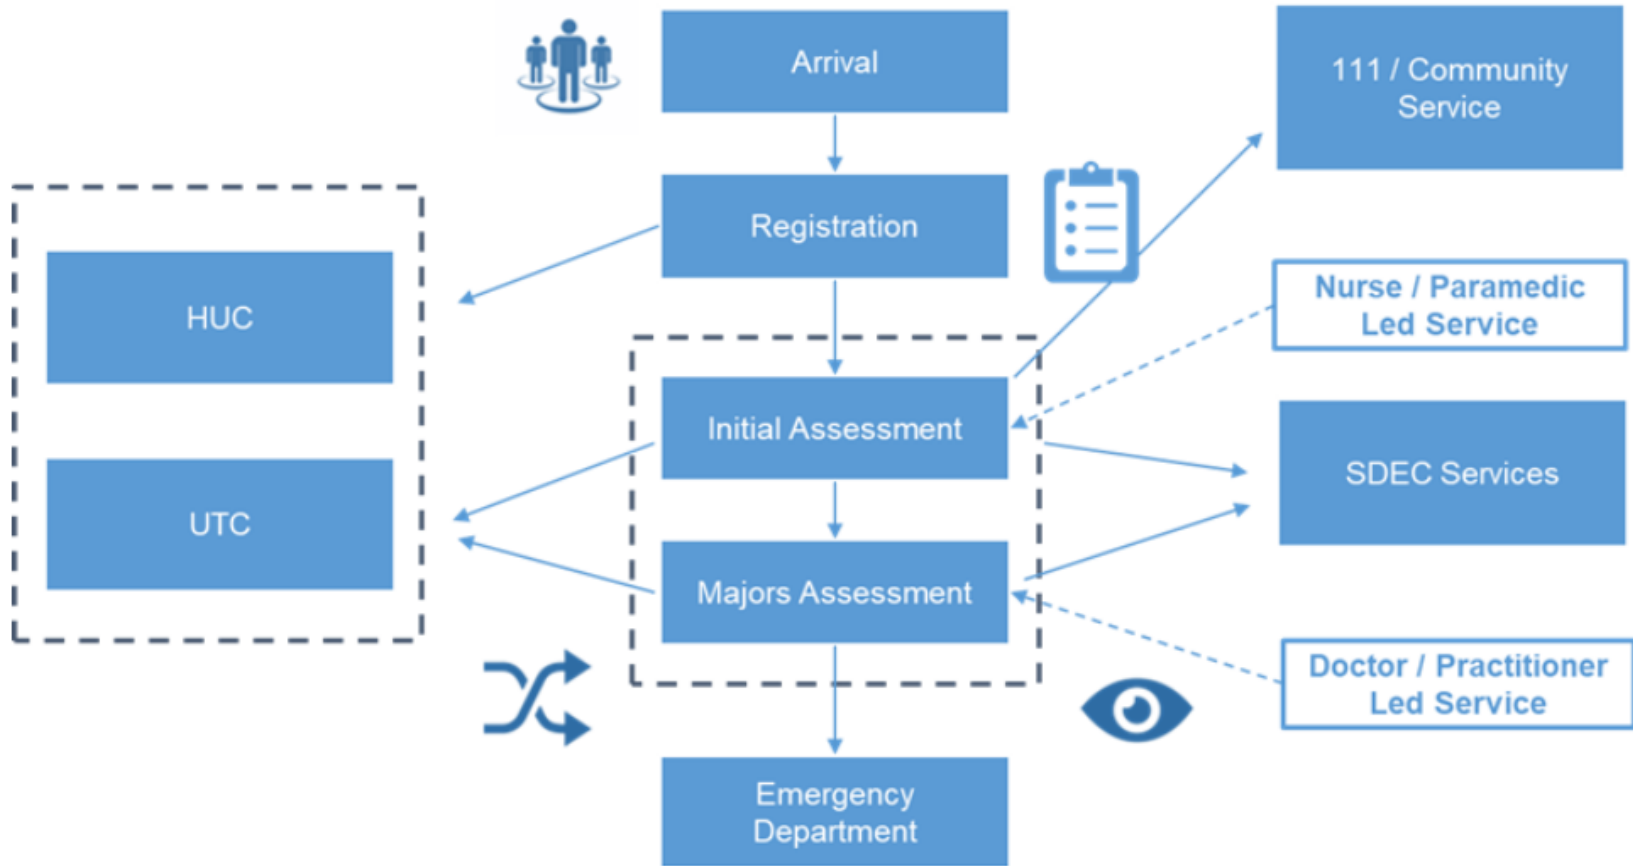 Arrival
111 / Community
Service
Registration
HUC
Nurse / Paramedic
Led Service
Initial Assessment
SDEC Services
UTC
Majors Assessment
Doctor / Practitioner
Led Service
Emergency
Department